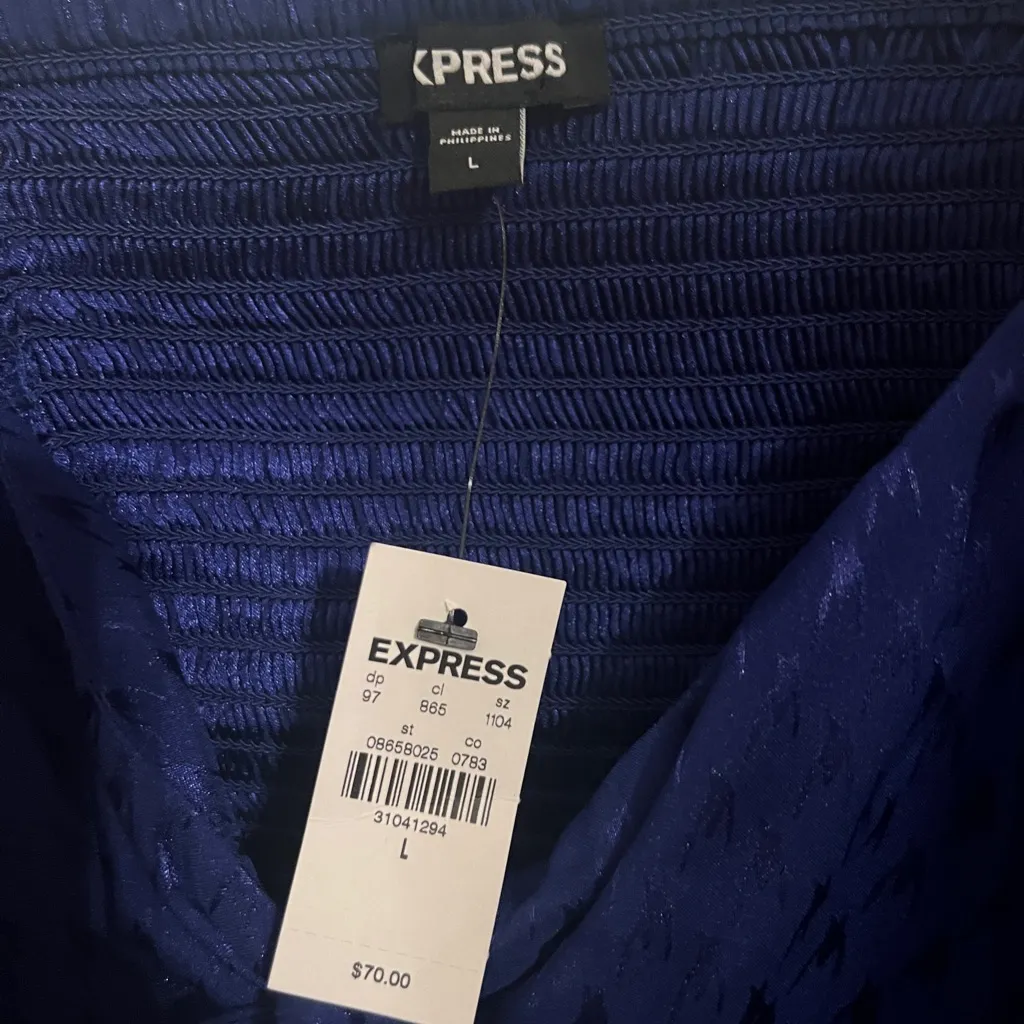 XPRESS
MADE IN
PHILIPPINES
L
EXPRESS
dp cl sz
97 865 1104
st co
08658025 0783
31041294
L
$70.00